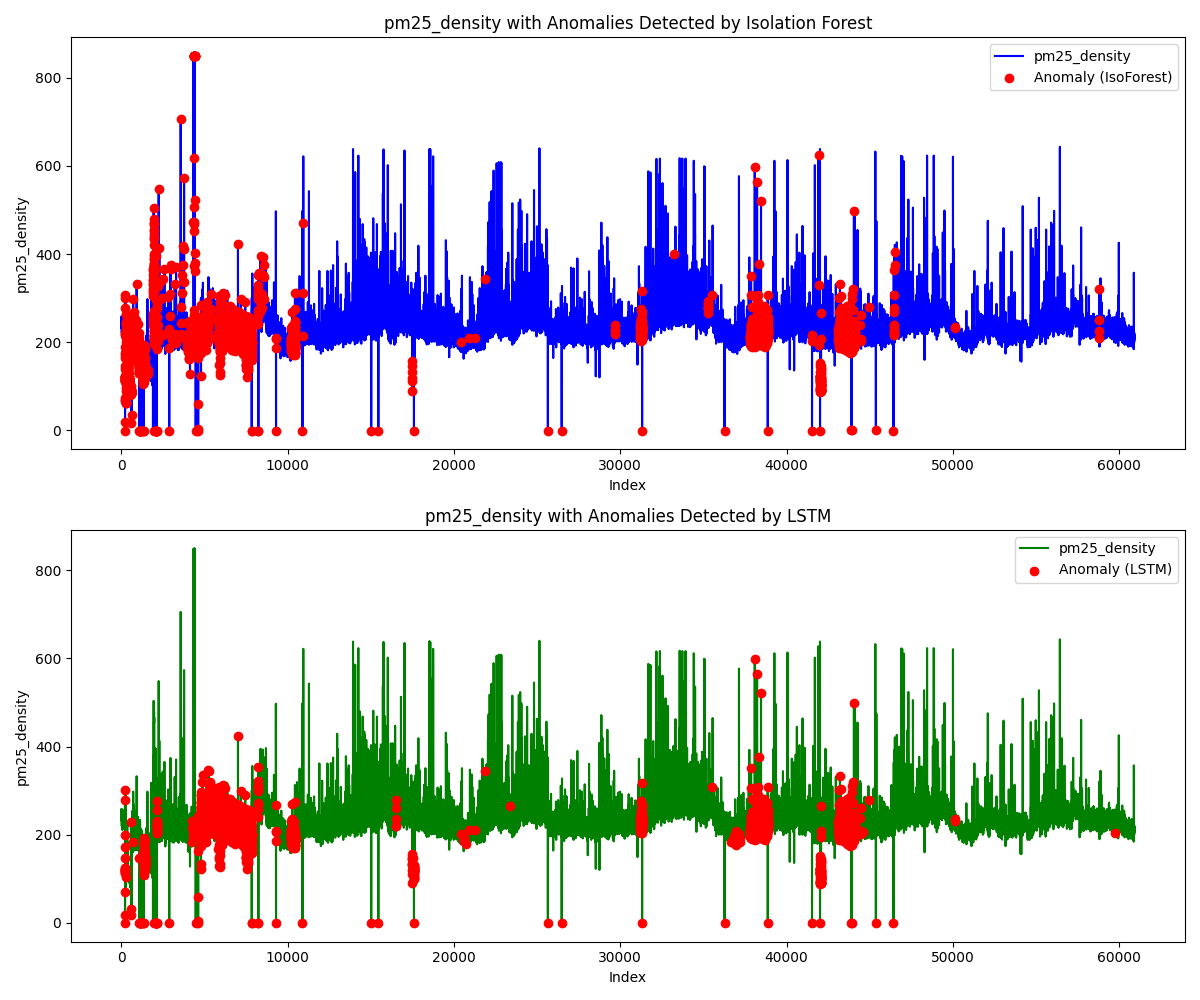 pm25_density with Anomalies Detected by Isolation Forest
pm25_density
Anomaly (IsoForest)
800
600
400
200
0
pm25_density
0 10000 20000 30000 40000 50000 60000
Index
pm25_density with Anomalies Detected by LSTM
pm25_density
Anomaly (LSTM)
800
600
400
200
0
pm25_density
0 10000 20000 30000 40000 50000 60000
Index